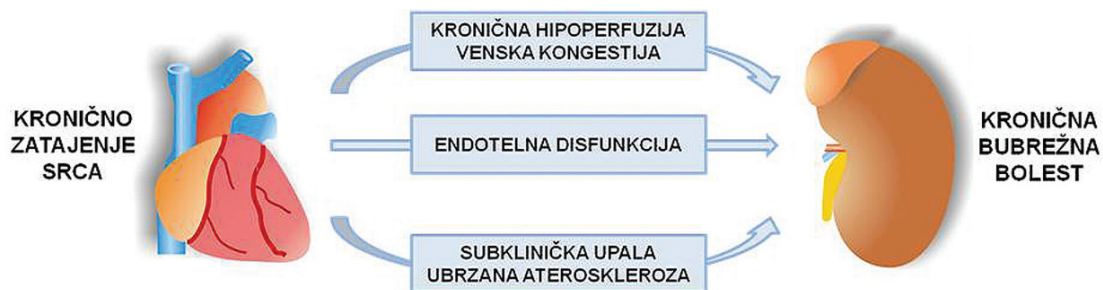 KRONIČNO
ZATAJENJE
SRCA
KRONIČNA HIPOPERFUZIJA
VENSKA KONGESTIJA
ENDOTELNA DISFUNKCIJA
SUBKLINIČKA UPALA
UBRZANA ATEROSKLEROZA
KRONIČNA
BUBREŽNA
BOLEST